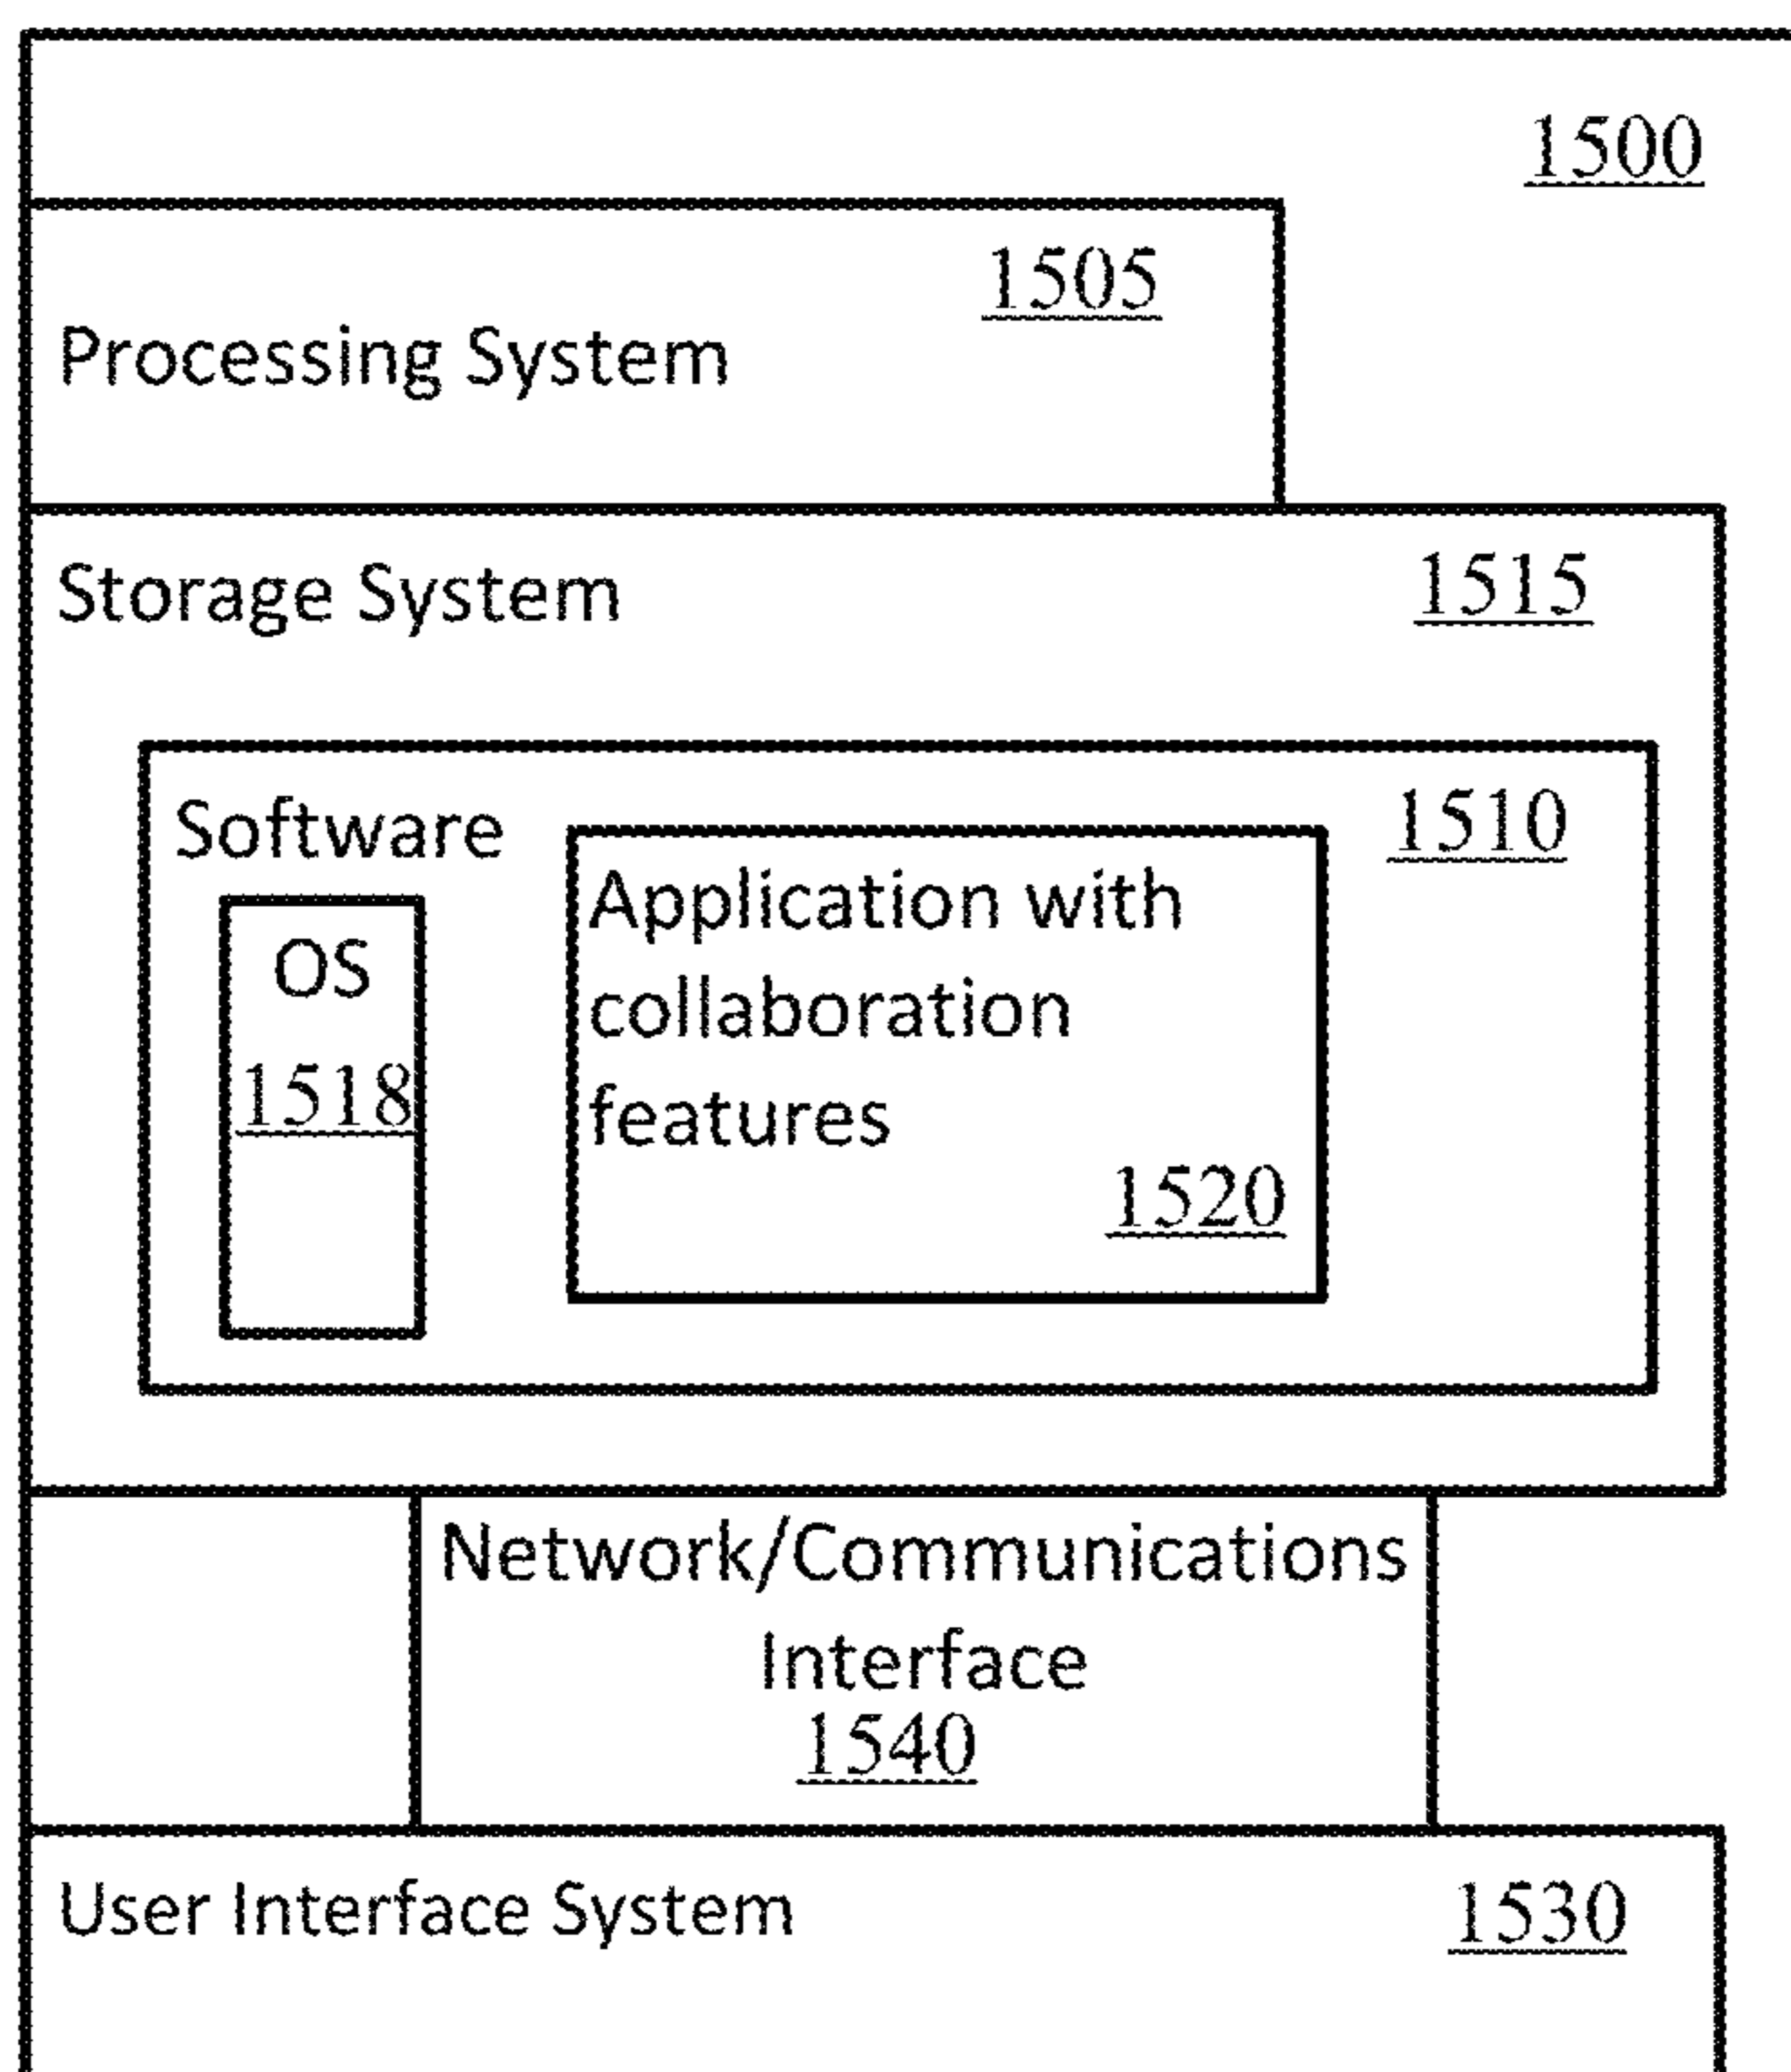 1500
1505
Processing System
Storage System
1515
Software
1510
OS
1518
Application with
collaboration
features
1520
Network/Communications
Interface
1540
User Interface System
1530